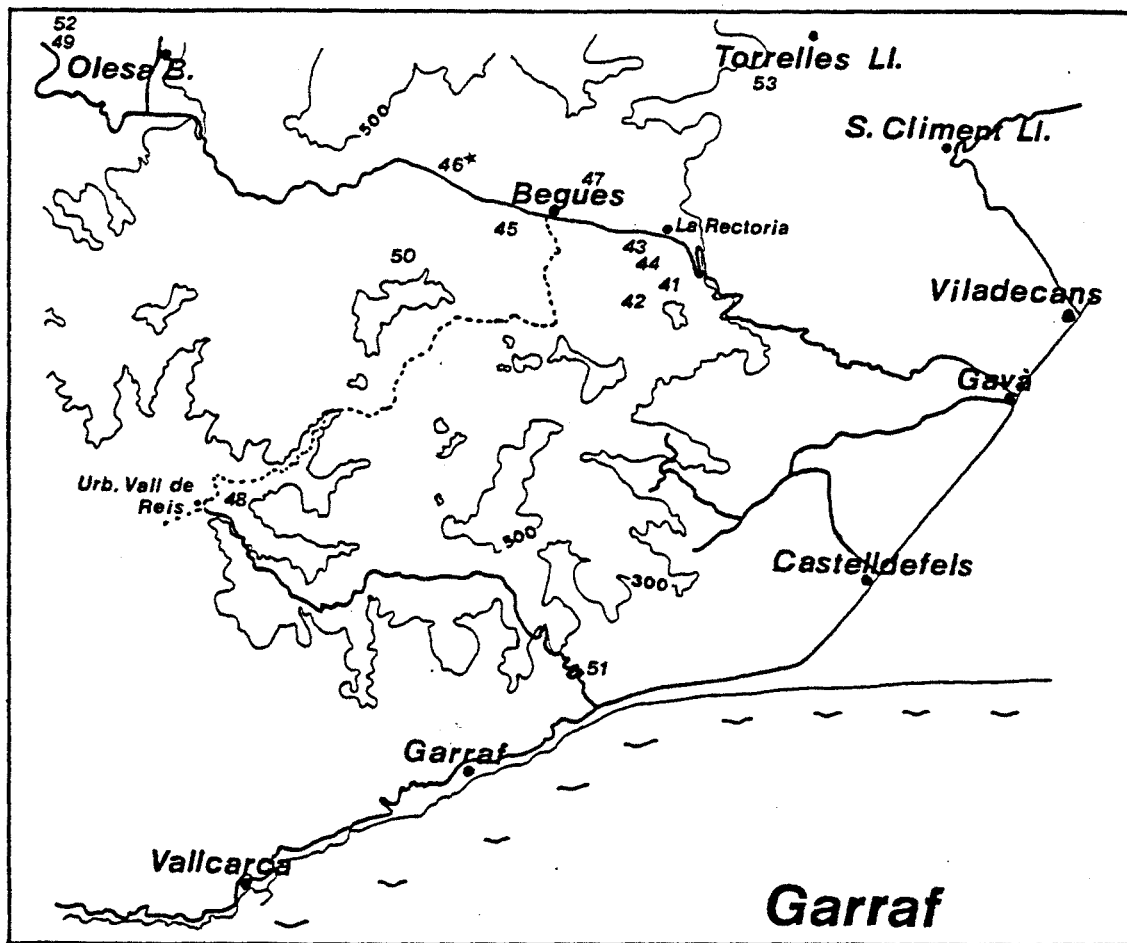 52
49
Olesa B.
Torrelles Ll.
53
500
S. Climent Ll.
46*
47
Begues
45
La Rectoria
43
44
50
41
42
Viladecans
Gavà
Urb. Vall de
Reis.
48
500
300
Castelldefels
51
Garraf
Vallcarca
Garraf